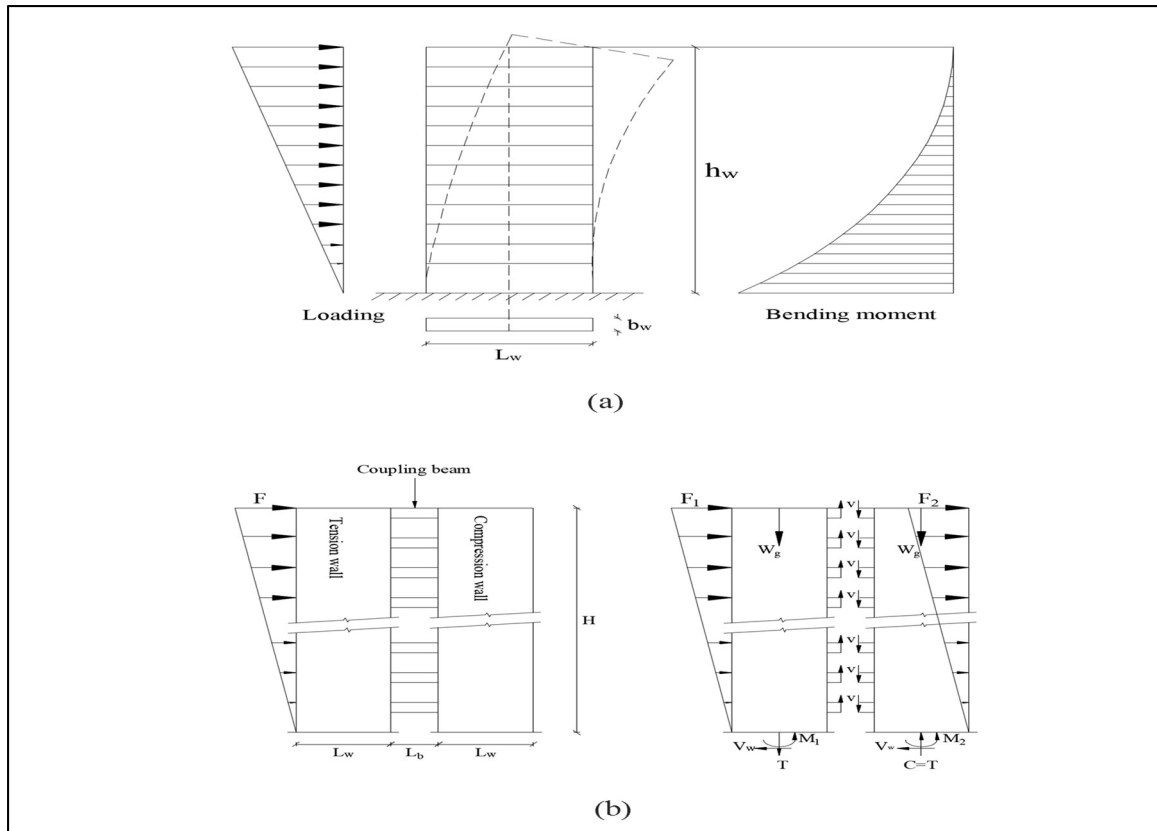 hw
Loading
bw
Bending moment
Lw
(a)
Coupling beam
F
Tension wall
Compression wall
H
Lw
Lb
Lw
F1
F2
v
v
v
v
v
v
v
Wg
Wg
Vw
M1
T
Vw
M2
C=T
(b)